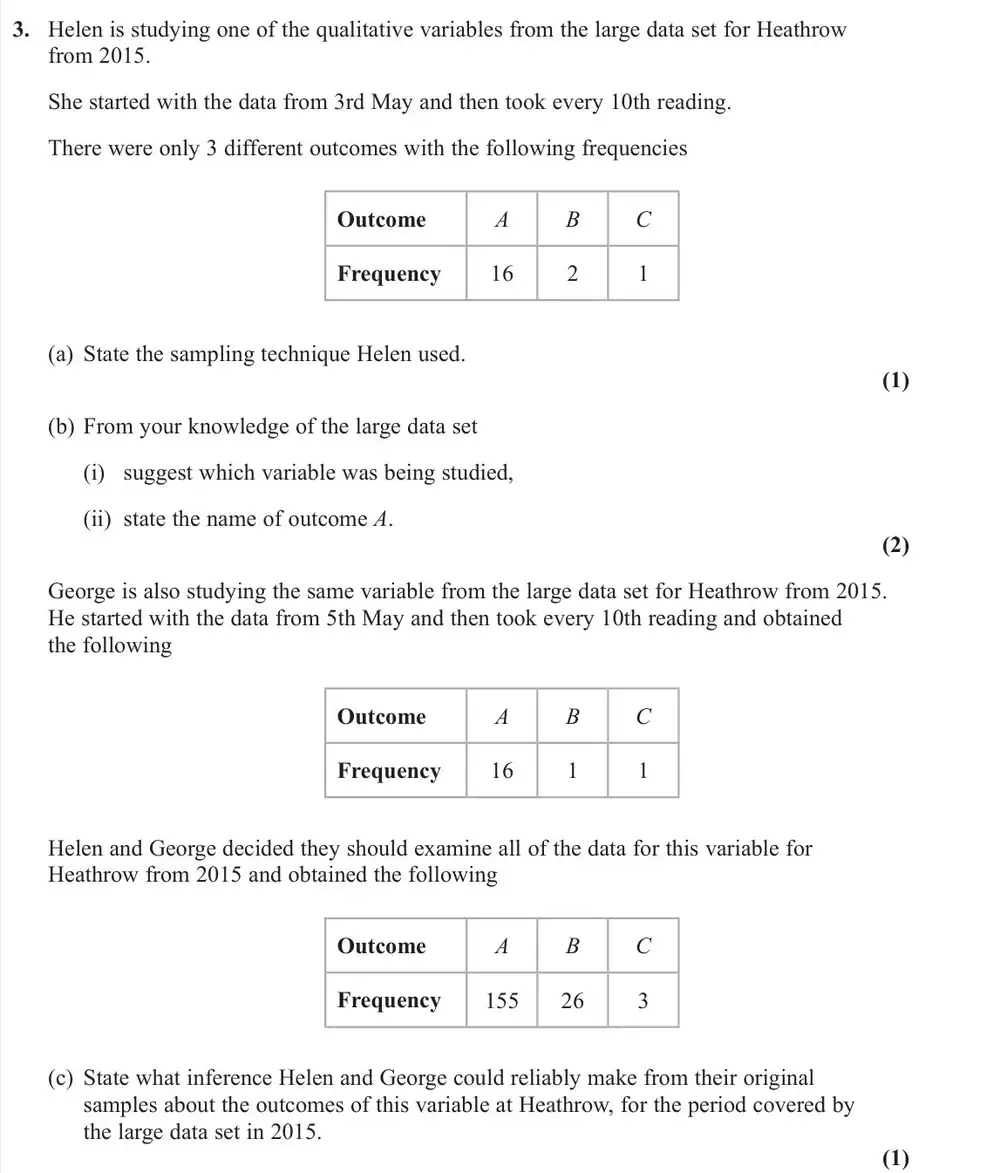 3. Helen is studying one of the qualitative variables from the large data set for Heathrow
from 2015.
She started with the data from 3rd May and then took every 10th reading.
There were only 3 different outcomes with the following frequencies
Outcome A B C
Frequency 16 2 1
(a) State the sampling technique Helen used.
(1)
(b) From your knowledge of the large data set
(i) suggest which variable was being studied,
(ii) state the name of outcome A.
(2)
George is also studying the same variable from the large data set for Heathrow from 2015.
He started with the data from 5th May and then took every 10th reading and obtained
the following
Outcome A B C
Frequency 16 1 1
Helen and George decided they should examine all of the data for this variable for
Heathrow from 2015 and obtained the following
Outcome A B C
Frequency 155 26 3
(c) State what inference Helen and George could reliably make from their original
samples about the outcomes of this variable at Heathrow, for the period covered by
the large data set in 2015.
(1)